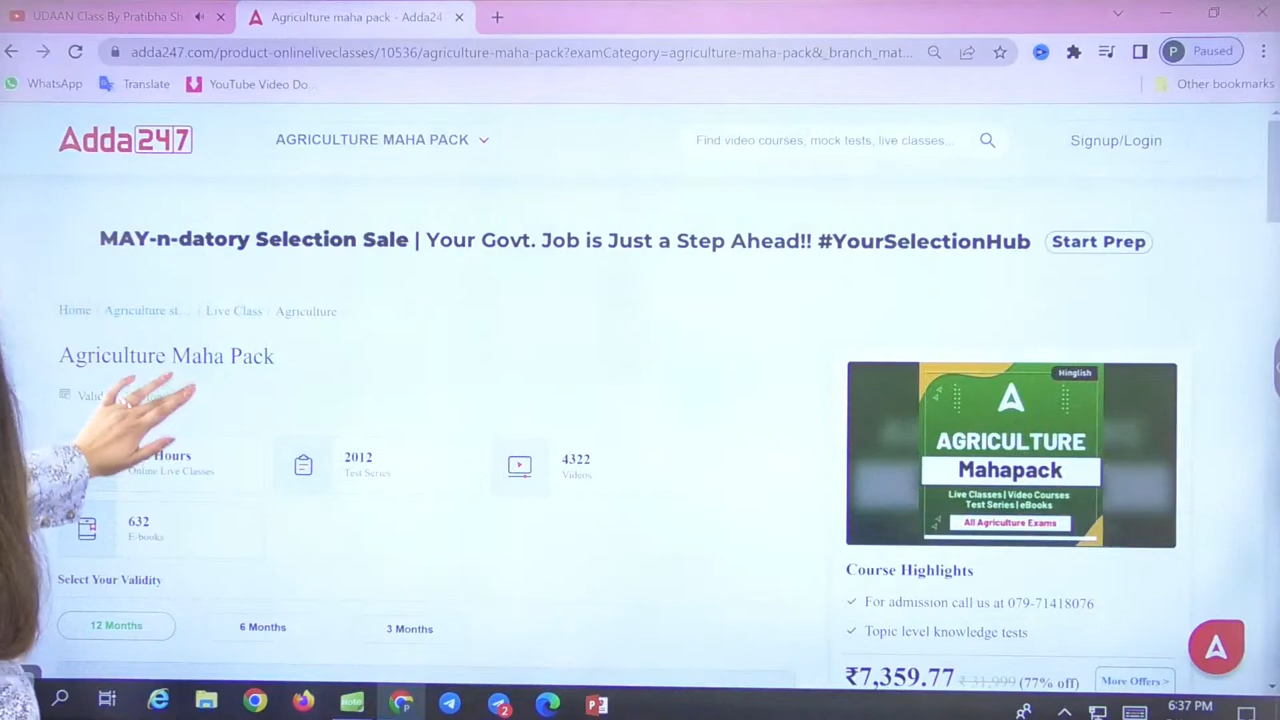 UDAAN Class By Pratibha Sh
Agriculture maha pack - Adda24
adda247.com/product-onlineliveclasses/10536/agriculture-maha-pack?examCategory=agriculture-maha-pack&_branch_mat...
P Paused
WhatsApp
Translate
YouTube Video Do...
Other bookmarks
Adda247
AGRICULTURE MAHA PACK
Find video courses, mock tests, live classes...
Signup/Login
MAY-n-datory Selection Sale | Your Govt. Job is Just a Step Ahead!! #YourSelectionHub
Start Prep
Home / Agriculture st... / Live Class / Agriculture
Agriculture Maha Pack
Hours
Online Live Classes
2012
Test Series
4322
Videos
632
E-books
Select Your Validity
12 Months
6 Months
3 Months
Hinglish
AGRICULTURE
Mahapack
Live Classes | Video Courses
Test Series | eBooks
All Agriculture Exams
Course Highlights
For admission call us at 079-71418076
Topic level knowledge tests
₹7,359.77 ₹ 31,999 (77% off)
More Offers >
note
2
6:37 PM